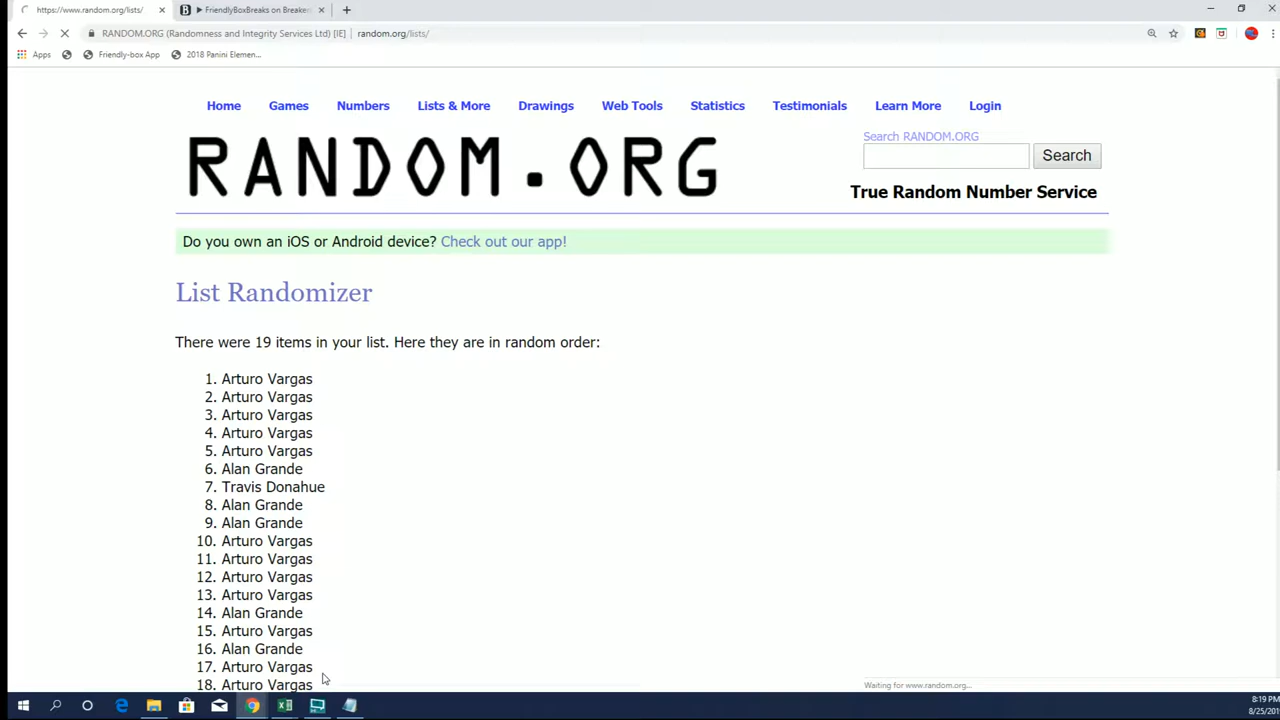 https://www.random.org/lists/
FriendlyBoxBreaks on Breaker
RANDOM.ORG (Randomness and Integrity Services Ltd) [IE] | random.org/lists/
Apps
Friendly-box App
2018 Panini Elemen...
Home Games Numbers Lists & More Drawings Web Tools Statistics Testimonials Learn More Login
RANDOM.ORG
Search RANDOM.ORG
Search
True Random Number Service
Do you own an iOS or Android device? Check out our app!
List Randomizer
There were 19 items in your list. Here they are in random order:
1. Arturo Vargas
2. Arturo Vargas
3. Arturo Vargas
4. Arturo Vargas
5. Arturo Vargas
6. Alan Grande
7. Travis Donahue
8. Alan Grande
9. Alan Grande
10. Arturo Vargas
11. Arturo Vargas
12. Arturo Vargas
13. Arturo Vargas
14. Alan Grande
15. Arturo Vargas
16. Alan Grande
17. Arturo Vargas
18. Arturo Vargas
Waiting for www.random.org...
8:19 PM
8/25/201